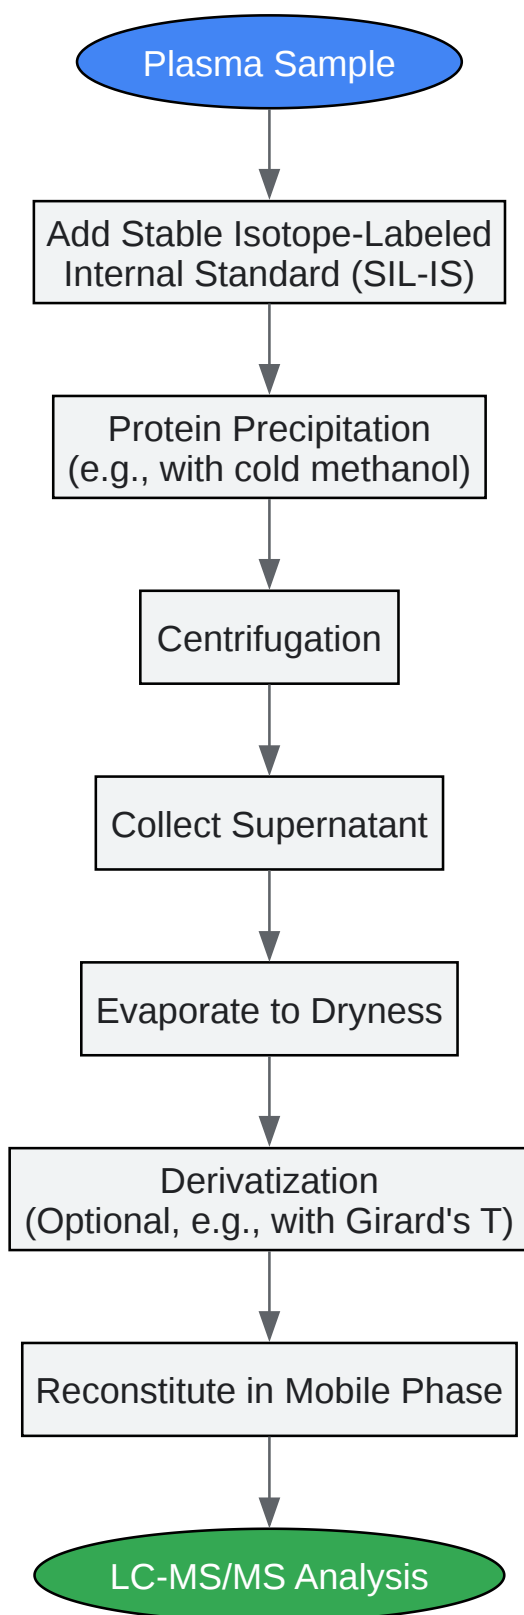 Plasma Sample
Add Stable Isotope-Labeled
Internal Standard (SIL-IS)
Protein Precipitation
(e.g., with cold methanol)
Centrifugation
Collect Supernatant
Evaporate to Dryness
Derivatization
(Optional, e.g., with Girard's T)
Reconstitute in Mobile Phase
LC-MS/MS Analysis